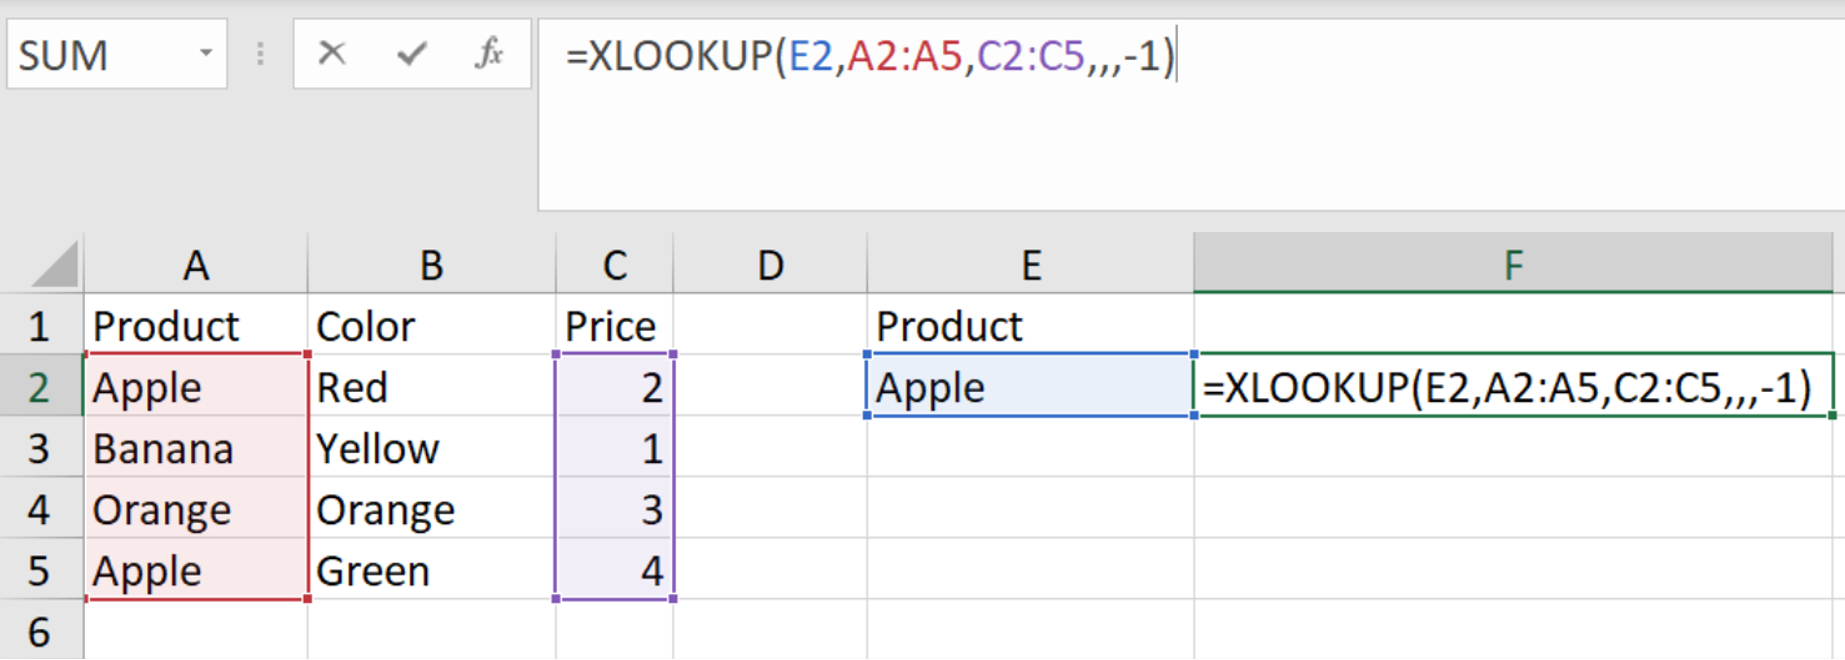 SUM fx =XLOOKUP(E2,A2:A5,C2:C5,,,-1)
A B C D E F
1 Product Color Price Product
2 Apple Red 2 Apple =XLOOKUP(E2,A2:A5,C2:C5,,,-1)
3 Banana Yellow 1
4 Orange Orange 3
5 Apple Green 4
6